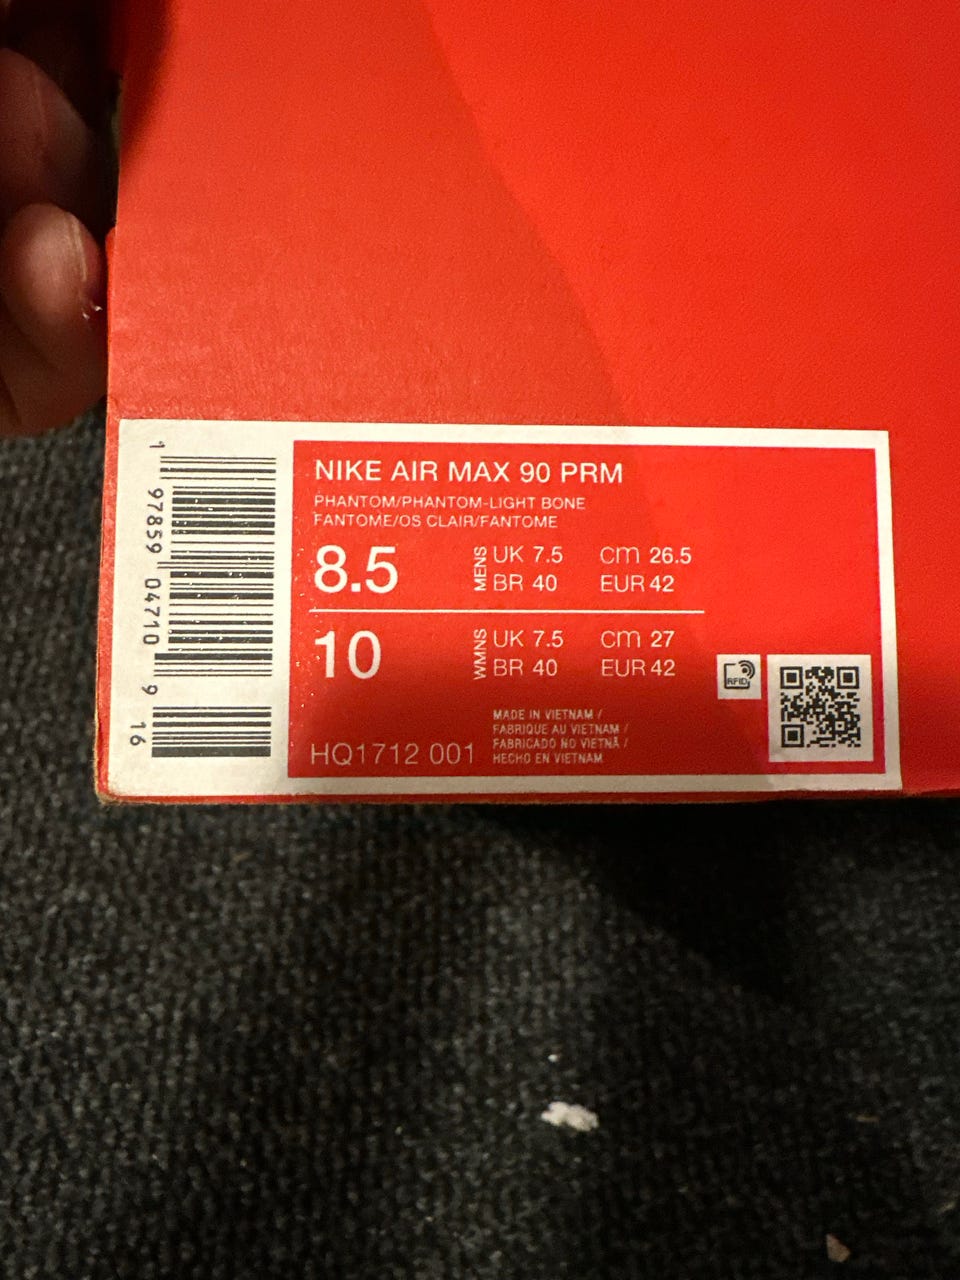 NIKE AIR MAX 90 PRM
PHANTOM/PHANTOM-LIGHT BONE
FANTOME/OS CLAIR/FANTOME
8.5 MENS UK 7.5 cm 26.5
BR 40 EUR 42
10 WMNS UK 7.5 cm 27
BR 40 EUR 42
RFID
MADE IN VIETNAM /
FABRIQUE AU VIETNAM /
FABRICADO NO VIETNÃ /
HECHO EN VIETNAM
HQ1712 001
1 97859 04710 9 16